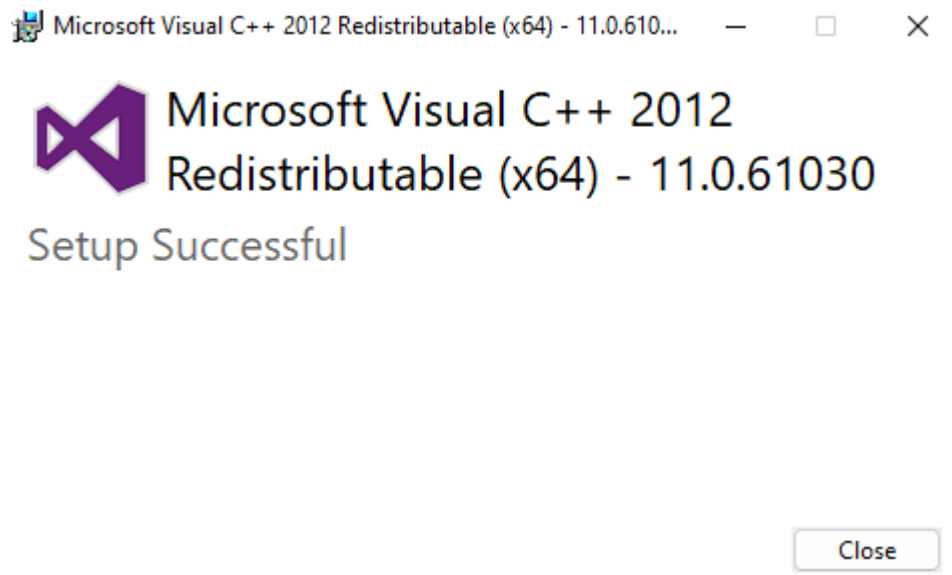 Microsoft Visual C++ 2012 Redistributable (x64) - 11.0.610...
Microsoft Visual C++ 2012
Redistributable (x64) - 11.0.61030
Setup Successful
Close